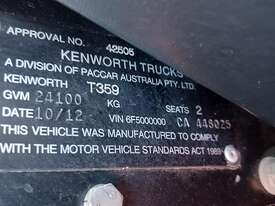 APPROVAL NO. 42505
KENWORTH TRUCKS
A DIVISION OF PACCAR AUSTRALIA PTY. LTD.
KENWORTH T359
GVM 24100 KG SEATS 2
DATE 10/12 VIN 6F5000000 CA 446025
THIS VEHICLE WAS MANUFACTURED TO COMPLY
WITH THE MOTOR VEHICLE STANDARDS ACT 1989